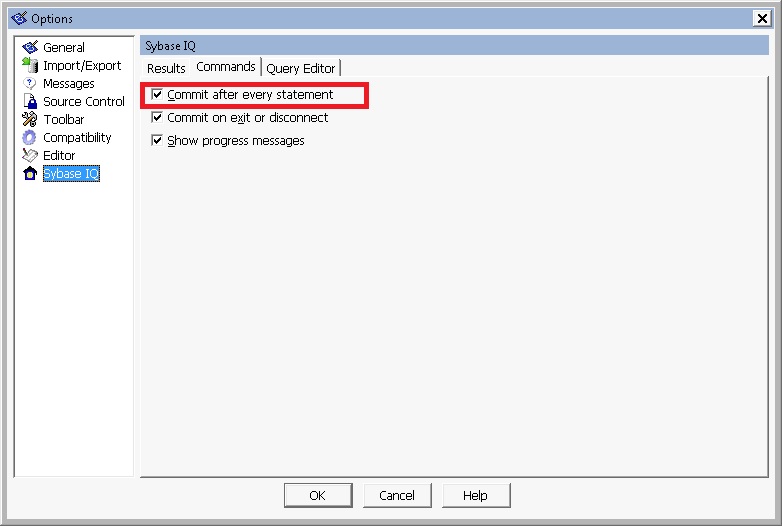 Options
General
Import/Export
Messages
Source Control
Toolbar
Compatibility
Editor
Sybase IQ
Sybase IQ
Results Commands Query Editor
Commit after every statement
Commit on exit or disconnect
Show progress messages
OK Cancel Help